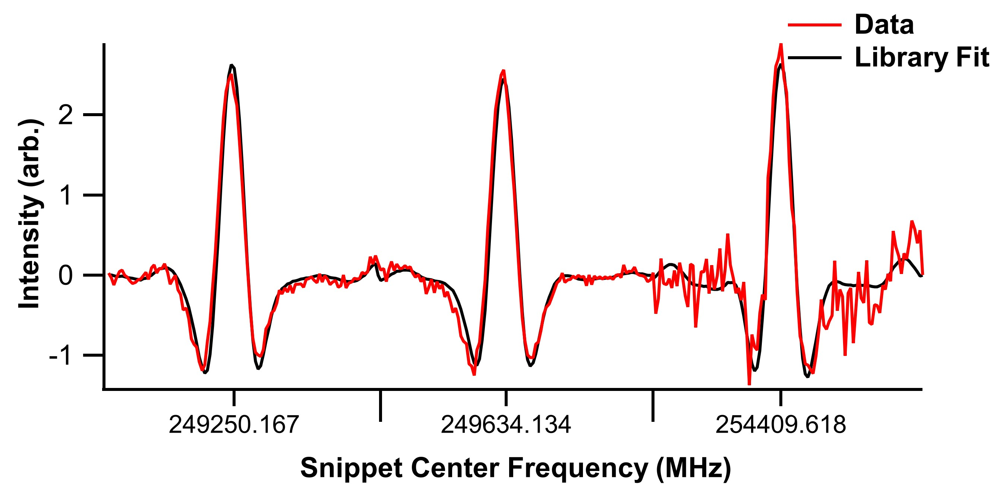 Data
Library Fit
Intensity (arb.)
2
1
0
-1
249250.167
249634.134
254409.618
Snippet Center Frequency (MHz)